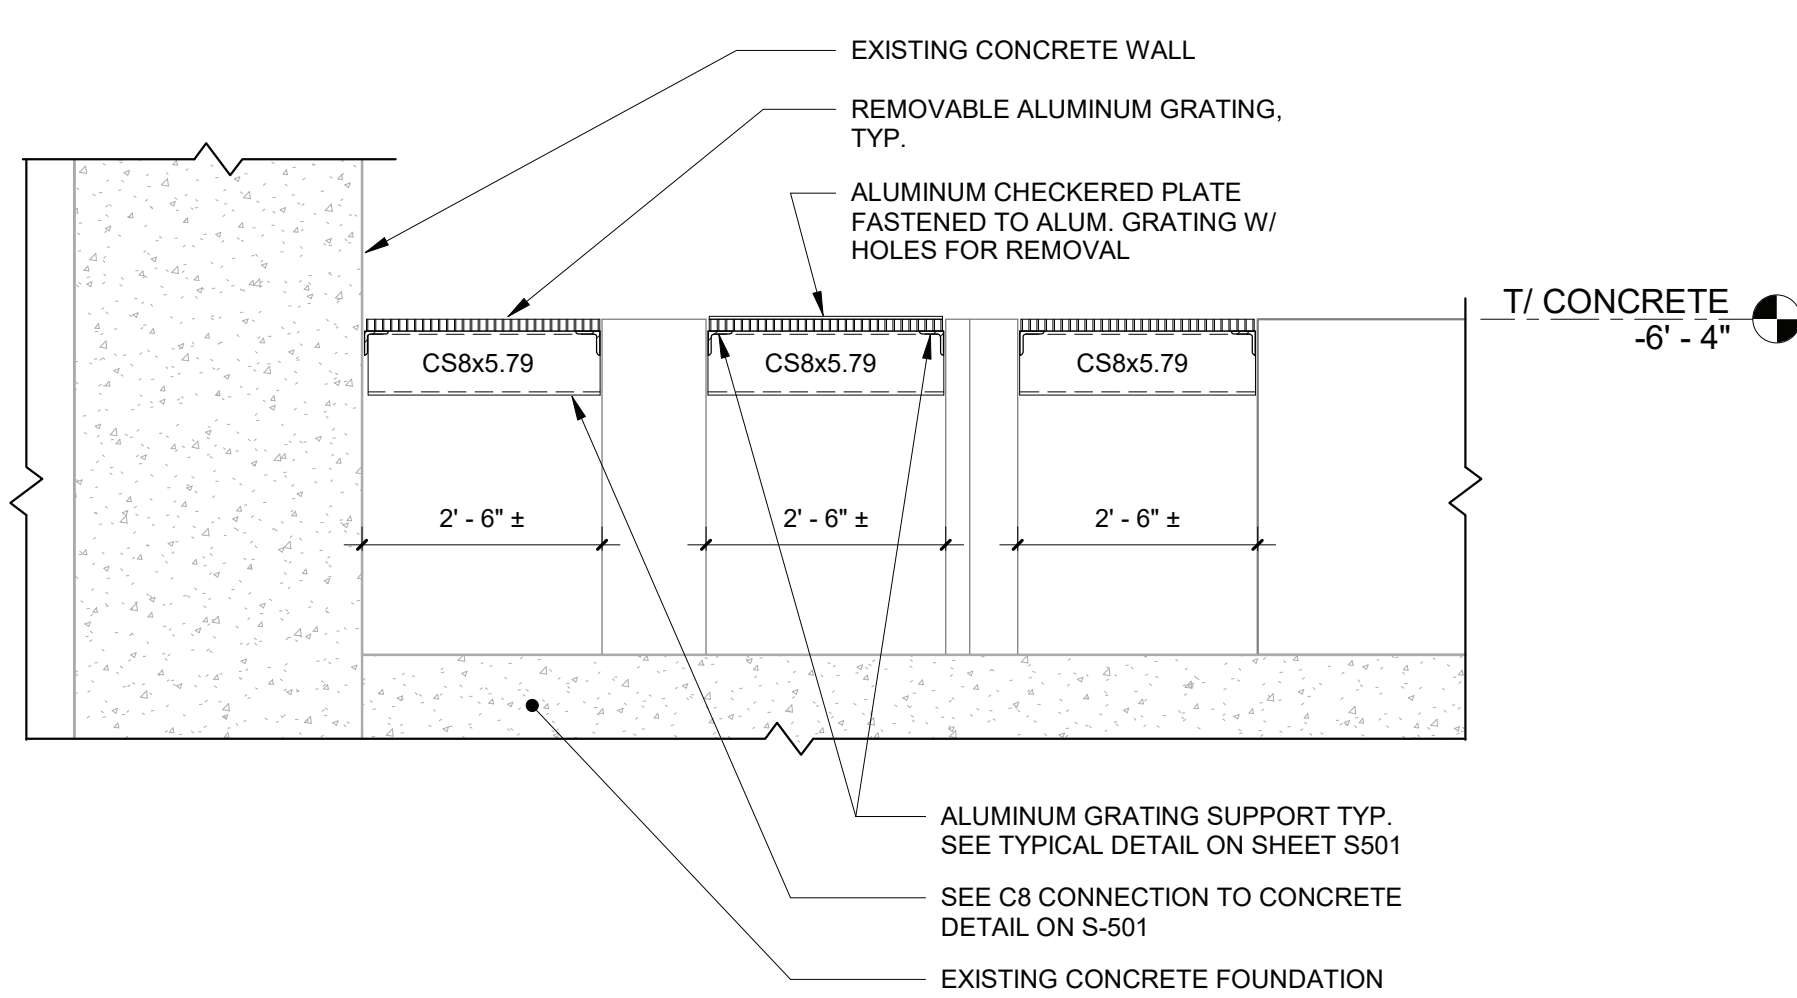 EXISTING CONCRETE WALL
REMOVABLE ALUMINUM GRATING,
TYP.
ALUMINUM CHECKERED PLATE
FASTENED TO ALUM. GRATING W/
HOLES FOR REMOVAL
T/ CONCRETE
-6' - 4"
CS8x5.79
CS8x5.79
CS8x5.79
2' - 6" ±
2' - 6" ±
2' - 6" ±
ALUMINUM GRATING SUPPORT TYP.
SEE TYPICAL DETAIL ON SHEET S501
SEE C8 CONNECTION TO CONCRETE
DETAIL ON S-501
EXISTING CONCRETE FOUNDATION